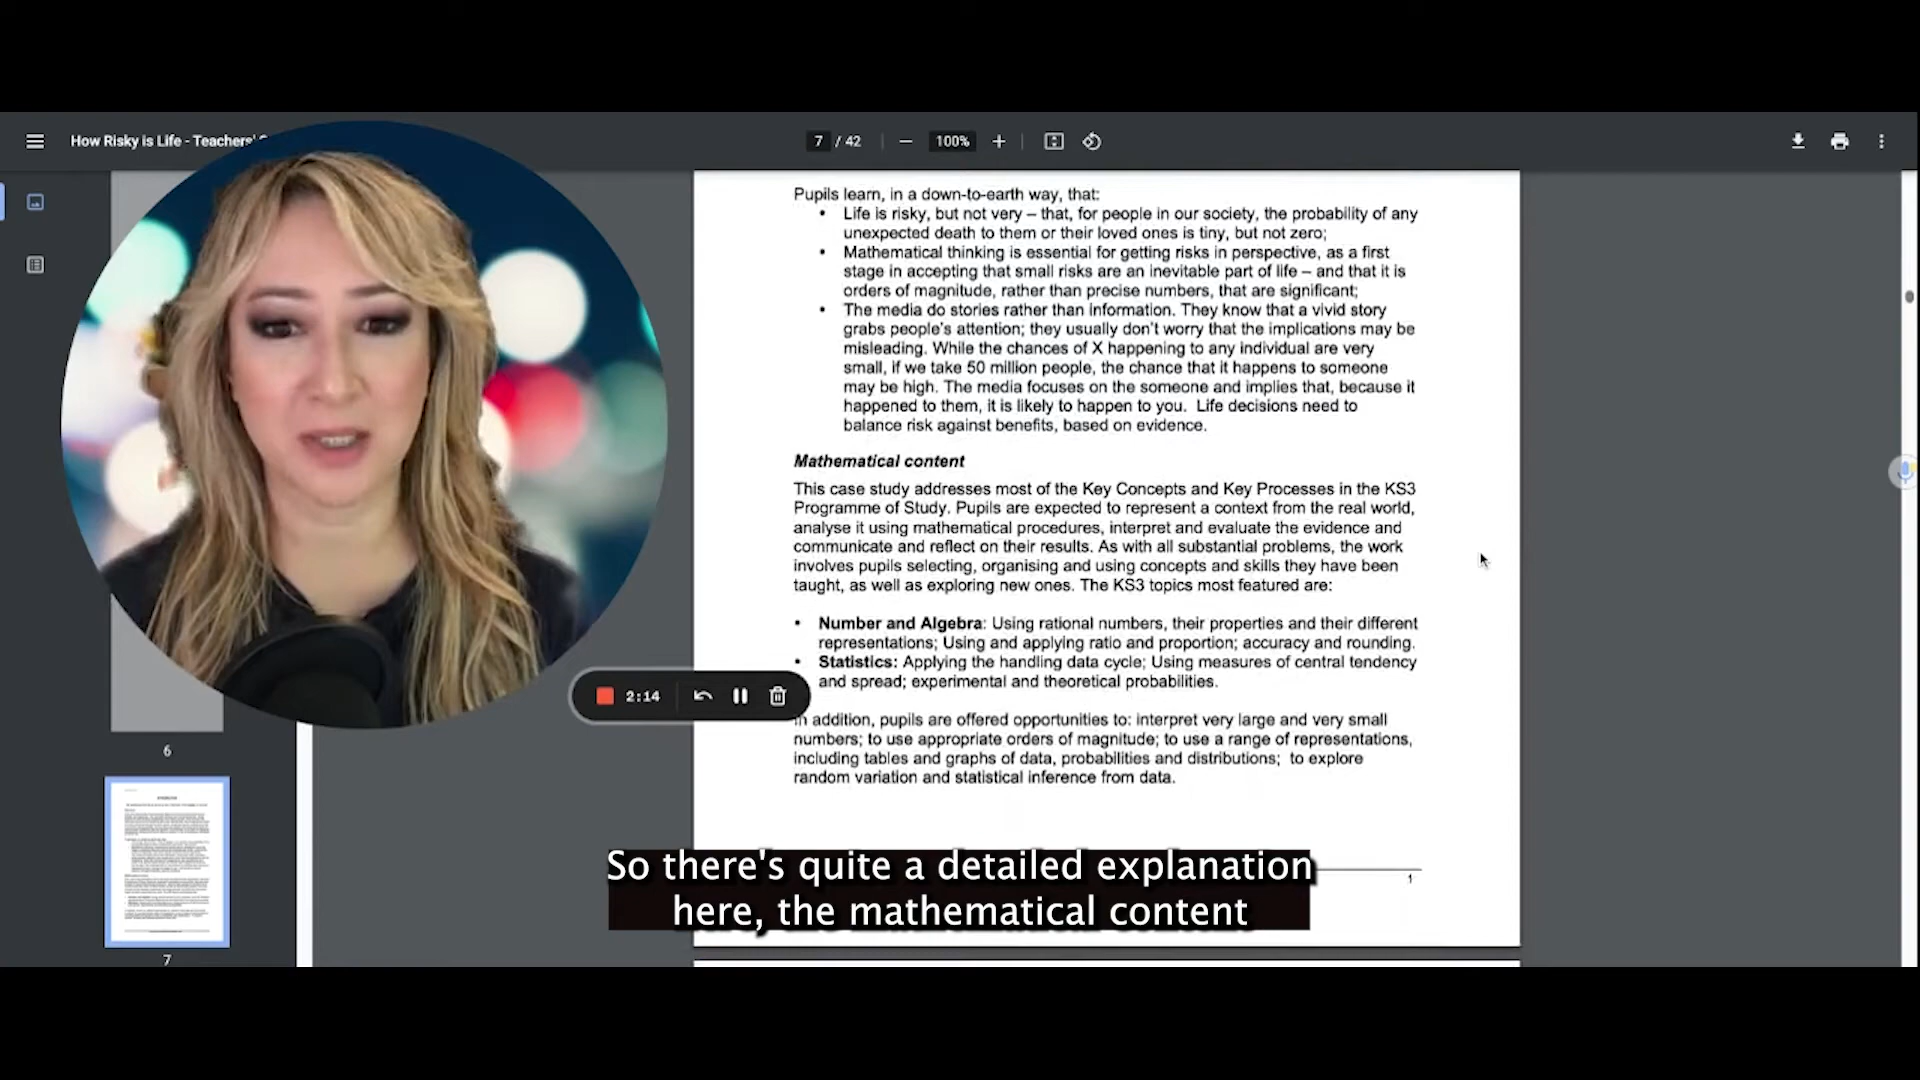 How Risky is Life - Teachers'
7 / 42
100%
Pupils learn, in a down-to-earth way, that:
• Life is risky, but not very – that, for people in our society, the probability of any
unexpected death to them or their loved ones is tiny, but not zero;
• Mathematical thinking is essential for getting risks in perspective, as a first
stage in accepting that small risks are an inevitable part of life – and that it is
orders of magnitude, rather than precise numbers, that are significant;
• The media do stories rather than information. They know that a vivid story
grabs people's attention; they usually don't worry that the implications may be
misleading. While the chances of X happening to any individual are very
small, if we take 50 million people, the chance that it happens to someone
may be high. The media focuses on the someone and implies that, because it
happened to them, it is likely to happen to you. Life decisions need to
balance risk against benefits, based on evidence.
Mathematical content
This case study addresses most of the Key Concepts and Key Processes in the KS3
Programme of Study. Pupils are expected to represent a context from the real world,
analyse it using mathematical procedures, interpret and evaluate the evidence and
communicate and reflect on their results. As with all substantial problems, the work
involves pupils selecting, organising and using concepts and skills they have been
taught, as well as exploring new ones. The KS3 topics most featured are:
• Number and Algebra: Using rational numbers, their properties and their different
representations; Using and applying ratio and proportion; accuracy and rounding.
• Statistics: Applying the handling data cycle; Using measures of central tendency
and spread; experimental and theoretical probabilities.
In addition, pupils are offered opportunities to: interpret very large and very small
numbers; to use appropriate orders of magnitude; to use a range of representations,
including tables and graphs of data, probabilities and distributions; to explore
random variation and statistical inference from data.
1
2:14
6
7
So there's quite a detailed explanation
here, the mathematical content